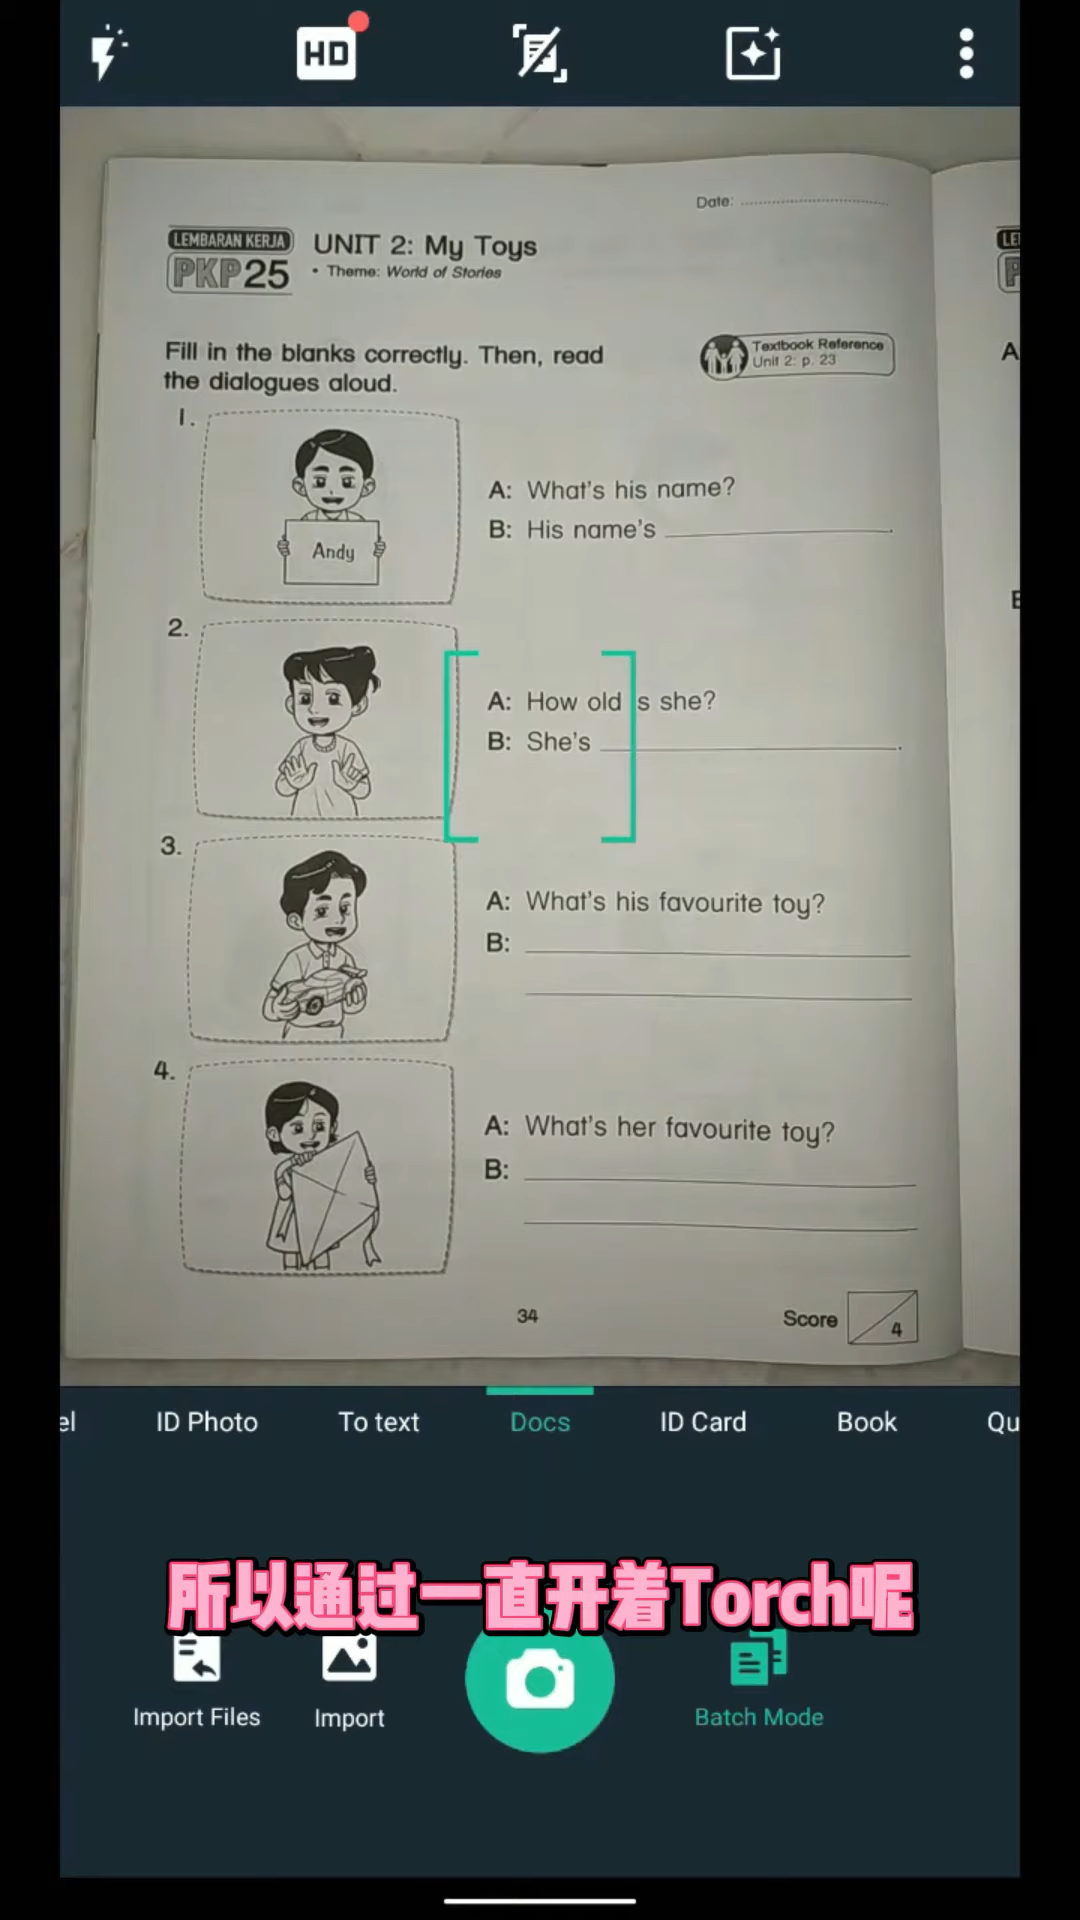 HD
Date:
LEMBARAN KERJA
PKP 25
UNIT 2: My Toys
• Theme: World of Stories
Fill in the blanks correctly. Then, read
the dialogues aloud.
Textbook Reference
Unit 2: p. 23
1.
Andy
A: What's his name?
B: His name's
2.
A: How old is she?
B: She's
3.
A: What's his favourite toy?
B:
4.
A: What's her favourite toy?
B:
34
Score
4
ID Photo
To text
Docs
ID Card
Book
所以通过一直开着Torch呢
Import Files
Import
Batch Mode